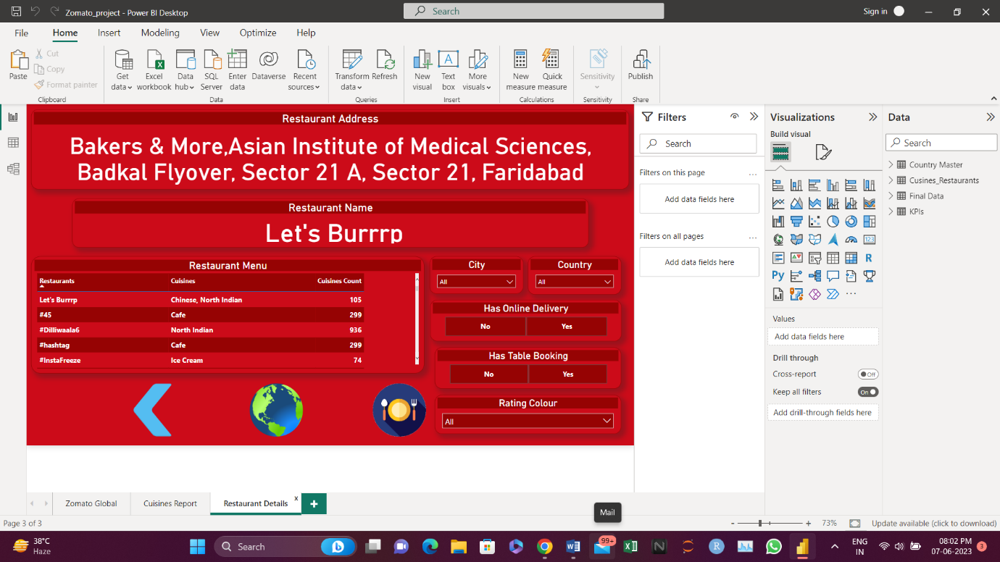 Zomato_project - Power BI Desktop
Search
Sign in
File Home Insert Modeling View Optimize Help
Paste
Cut
Copy
Format painter
Clipboard
Get data
Excel workbook
Data hub
SQL Server
Enter data
Dataverse
Recent sources
Data
Transform data
Refresh
Queries
New visual
Text box
More visuals
Insert
New measure
Quick measure
Calculations
Sensitivity
Sensitivity
Publish
Share
Restaurant Address
Bakers & More,Asian Institute of Medical Sciences,
Badkal Flyover, Sector 21 A, Sector 21, Faridabad
Restaurant Name
Let's Burrrp
Restaurant Menu
Restaurants Cuisines Cuisines Count
Let's Burrrp Chinese, North Indian 105
#45 Cafe 299
#Dilliwaala6 North Indian 936
#hashtag Cafe 299
#InstaFreeze Ice Cream 74
City
All
Country
All
Has Online Delivery
No Yes
Has Table Booking
No Yes
Rating Colour
All
Filters
Search
Filters on this page
...
Add data fields here
Filters on all pages
...
Add data fields here
Visualizations
Build visual
123
R
Py
...
Values
Add data fields here
Drill through
Cross-report
Off
Keep all filters
On
Add drill-through fields here
Data
Search
Country Master
Cusines_Restaurants
Final Data
KPIs
Zomato Global
Cuisines Report
Restaurant Details
x
+
Mail
Page 3 of 3
- + 73%
Update available (click to download)
38°C
Haze
Search
99+
N
R
ENG
IN
08:02 PM
07-06-2023
3